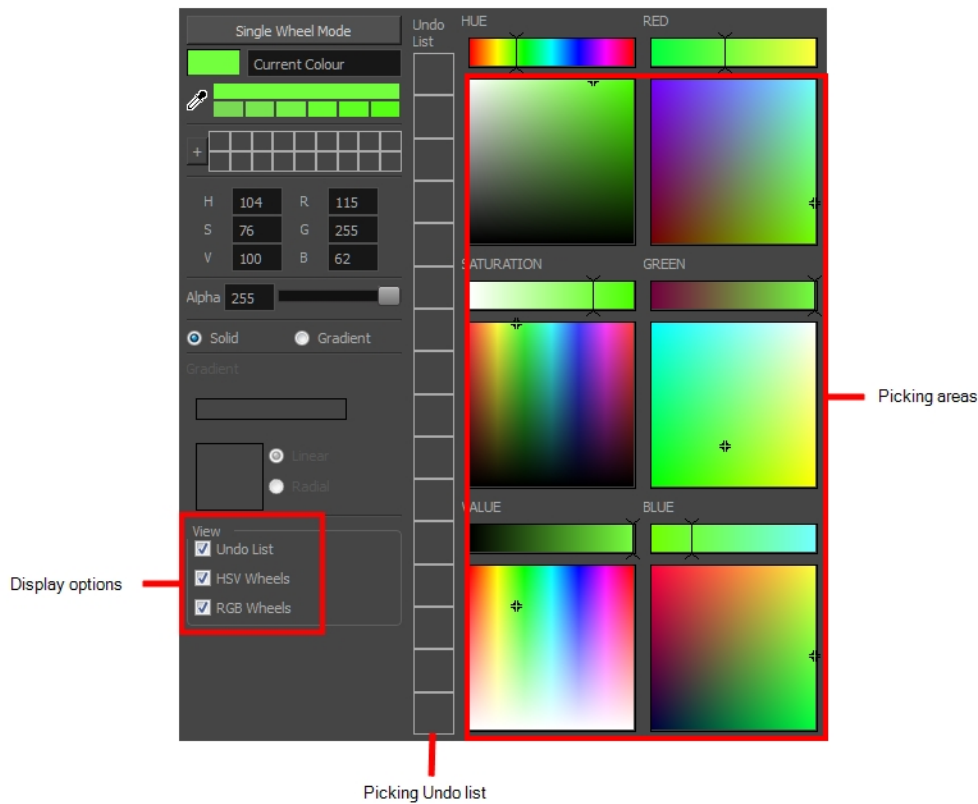 Single Wheel Mode
Current Colour
+
H 104 R 115
S 76 G 255
V 100 B 62
Alpha 255
Solid Gradient
Gradient
Linear
Radial
View
Undo List
HSV Wheels
RGB Wheels
Undo
List
HUE RED
SATURATION GREEN
VALUE BLUE
Display options
Picking areas
Picking Undo list